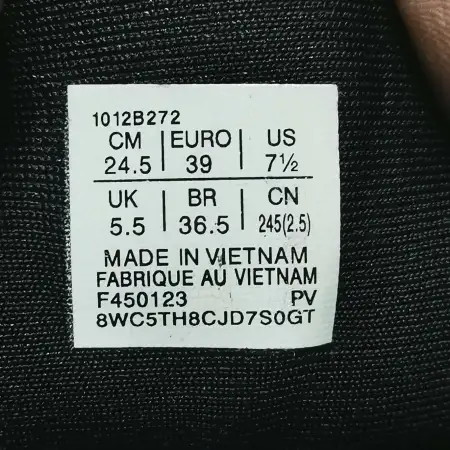 1012B272
CM | EURO | US
24.5 | 39 | 7½
UK | BR | CN
5.5 | 36.5 | 245(2.5)
MADE IN VIETNAM
FABRIQUE AU VIETNAM
F450123 PV
8WC5TH8CJD7S0GT